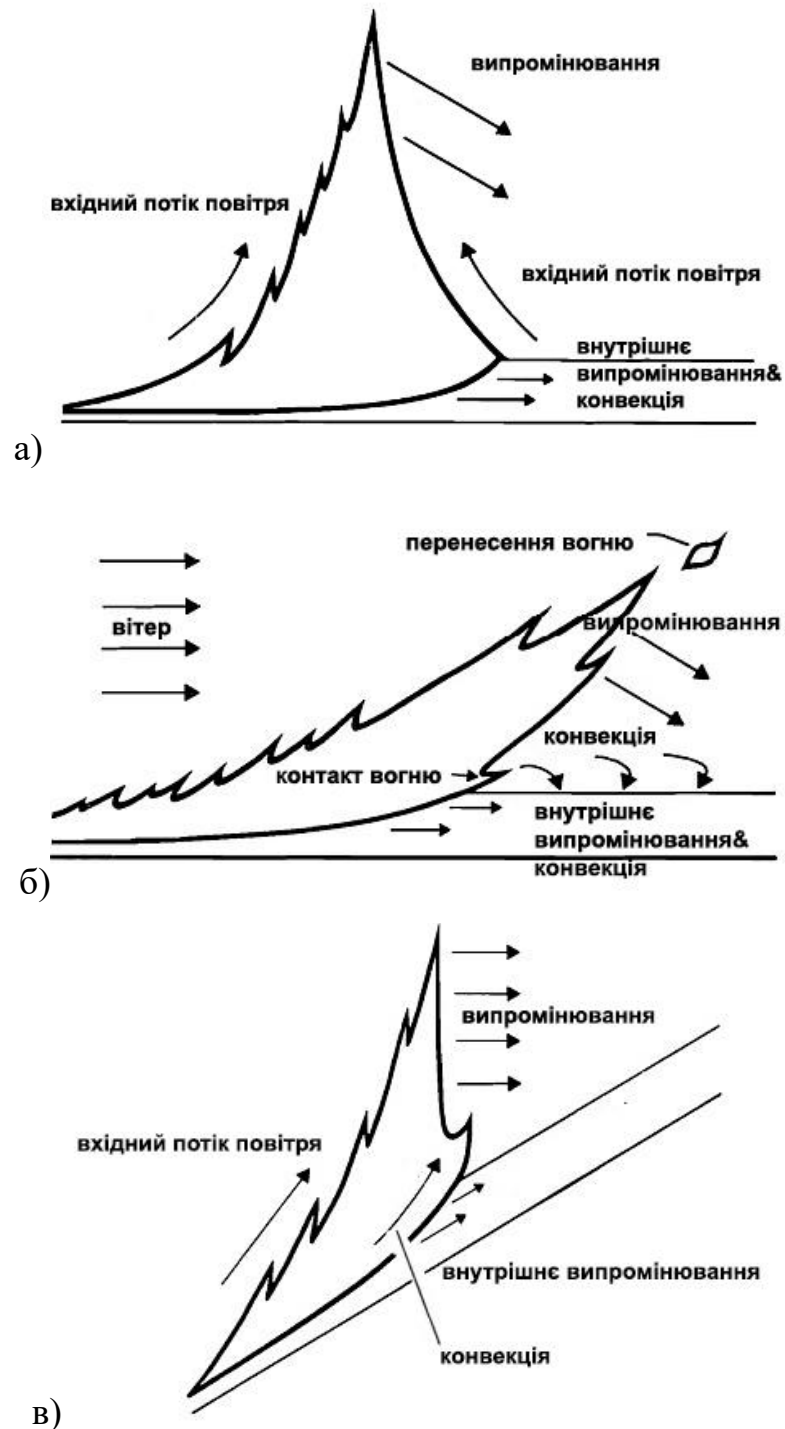 випромінювання
вхідний потік повітря
вхідний потік повітря
внутрішнє
випромінювання&
конвекція
а)
перенесення вогню
вітер
випромінювання
конвекція
контакт вогню
внутрішнє
випромінювання&
конвекція
б)
випромінювання
вхідний потік повітря
внутрішнє випромінювання
конвекція
в)